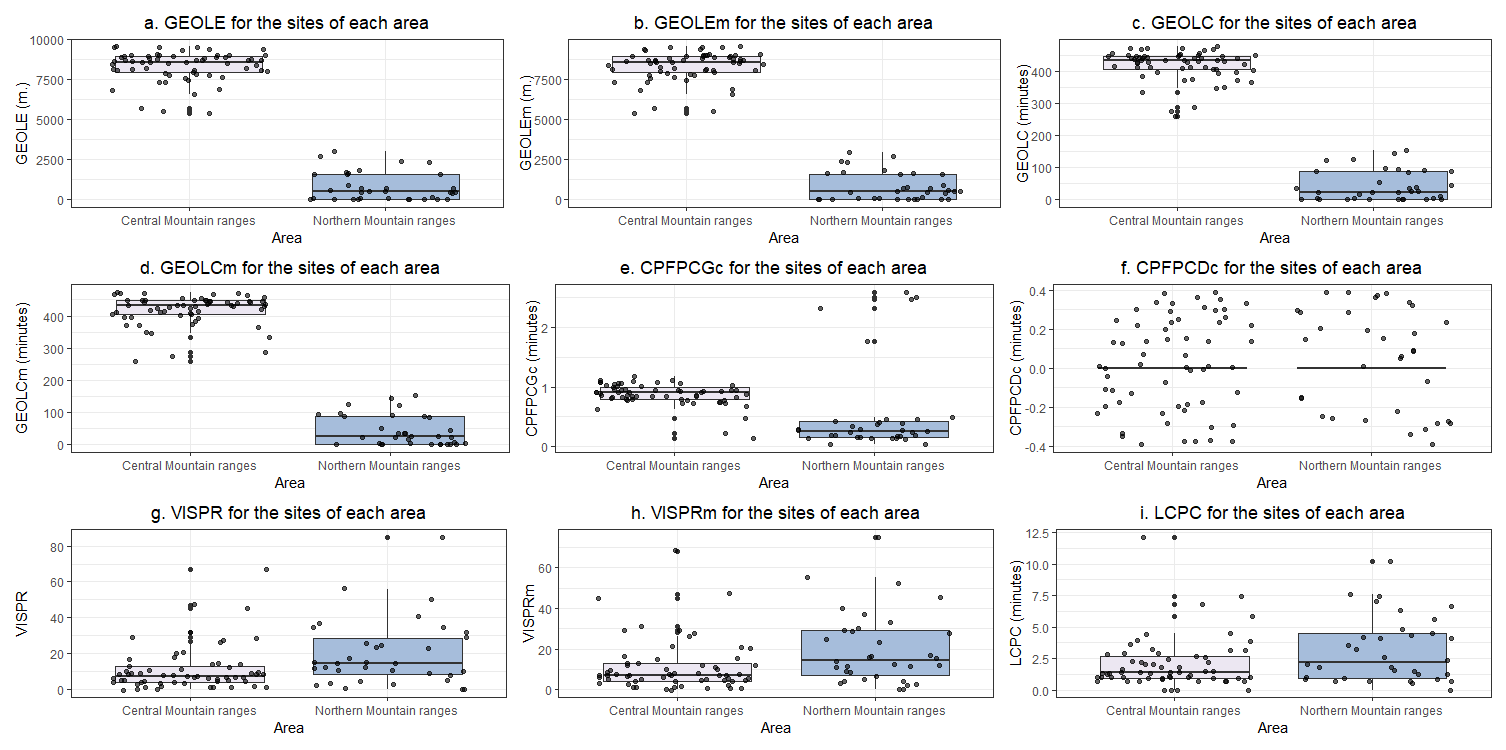 a. GEOLE for the sites of each area
GEOLE (m.)
10000
7500
5000
2500
0
Central Mountain ranges
Northern Mountain ranges
Area
b. GEOLEm for the sites of each area
GEOLEm (m.)
7500
5000
2500
0
Central Mountain ranges
Northern Mountain ranges
Area
c. GEOLC for the sites of each area
GEOLC (minutes)
400
300
200
100
0
Central Mountain ranges
Northern Mountain ranges
Area
d. GEOLCm for the sites of each area
GEOLCm (minutes)
400
300
200
100
0
Central Mountain ranges
Northern Mountain ranges
Area
e. CPFPCGc for the sites of each area
CPFPCGc (minutes)
2
1
0
Central Mountain ranges
Northern Mountain ranges
Area
f. CPFPCDc for the sites of each area
CPFPCDc (minutes)
0.4
0.2
0.0
-0.2
-0.4
Central Mountain ranges
Northern Mountain ranges
Area
g. VISPR for the sites of each area
VISPR
80
60
40
20
0
Central Mountain ranges
Northern Mountain ranges
Area
h. VISPRm for the sites of each area
VISPRm
60
40
20
0
Central Mountain ranges
Northern Mountain ranges
Area
i. LCPC for the sites of each area
LCPC (minutes)
12.5
10.0
7.5
5.0
2.5
0.0
Central Mountain ranges
Northern Mountain ranges
Area